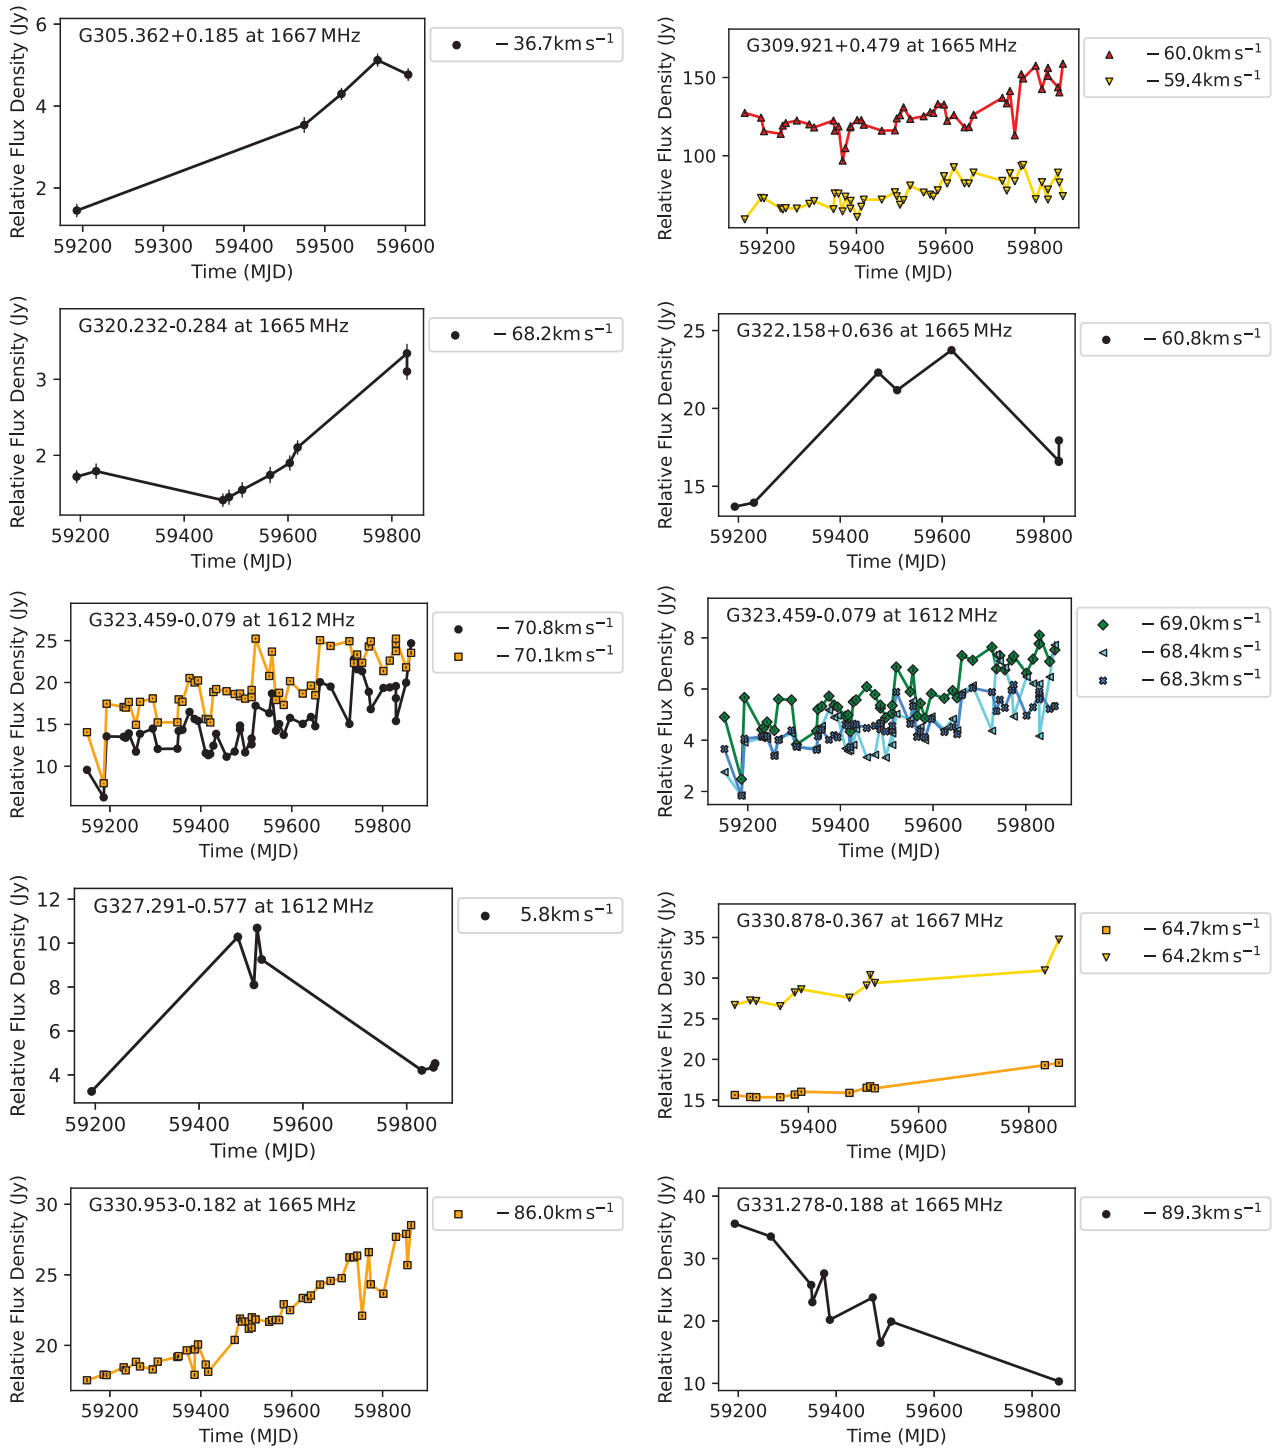 G305.362+0.185 at 1667 MHz
− 36.7km s−1
Relative Flux Density (Jy)
6
4
2
59200 59300 59400 59500 59600
Time (MJD)
G309.921+0.479 at 1665 MHz
− 60.0km s−1
− 59.4km s−1
Relative Flux Density (Jy)
150
100
59200 59400 59600 59800
Time (MJD)
G320.232-0.284 at 1665 MHz
− 68.2km s−1
Relative Flux Density (Jy)
3
2
59200 59400 59600 59800
Time (MJD)
G322.158+0.636 at 1665 MHz
− 60.8km s−1
Relative Flux Density (Jy)
25
20
15
59200 59400 59600 59800
Time (MJD)
G323.459-0.079 at 1612 MHz
− 70.8km s−1
− 70.1km s−1
Relative Flux Density (Jy)
25
20
15
10
59200 59400 59600 59800
Time (MJD)
G323.459-0.079 at 1612 MHz
− 69.0km s−1
− 68.4km s−1
− 68.3km s−1
Relative Flux Density (Jy)
8
6
4
2
59200 59400 59600 59800
Time (MJD)
G327.291-0.577 at 1612 MHz
5.8km s−1
Relative Flux Density (Jy)
12
10
8
6
4
59200 59400 59600 59800
Time (MJD)
G330.878-0.367 at 1667 MHz
− 64.7km s−1
− 64.2km s−1
Relative Flux Density (Jy)
35
30
25
20
15
59400 59600 59800
Time (MJD)
G330.953-0.182 at 1665 MHz
− 86.0km s−1
Relative Flux Density (Jy)
30
25
20
59200 59400 59600 59800
Time (MJD)
G331.278-0.188 at 1665 MHz
− 89.3km s−1
Relative Flux Density (Jy)
40
30
20
10
59200 59400 59600 59800
Time (MJD)